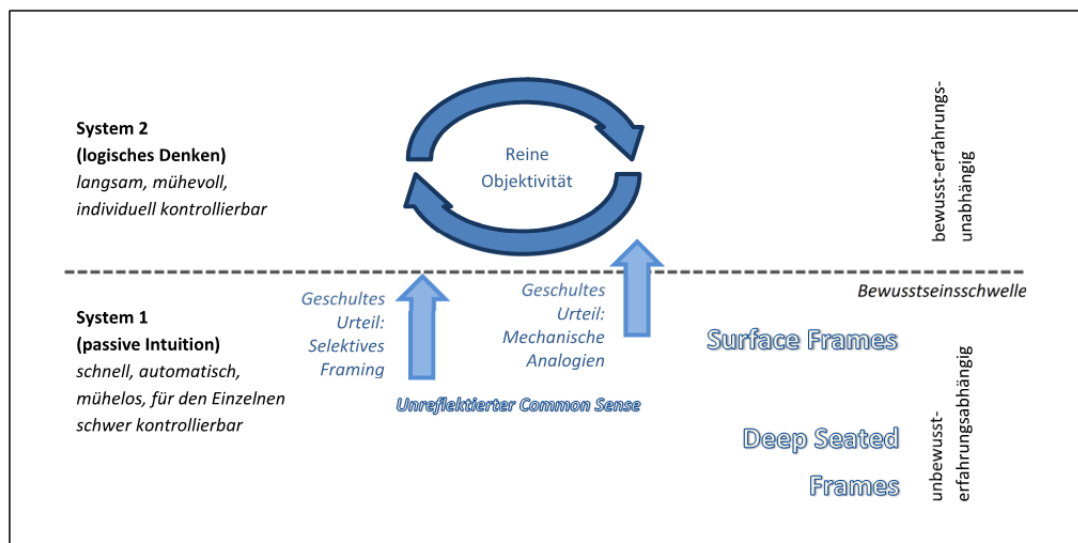 System 2
(logisches Denken)
langsam, mühevoll,
individuell kontrollierbar
Reine
Objektivität
bewusst-erfahrungs-
unabhängig
Bewusstseinsschwelle
System 1
(passive Intuition)
schnell, automatisch,
mühelos, für den Einzelnen
schwer kontrollierbar
Geschultes
Urteil:
Selektives
Framing
Geschultes
Urteil:
Mechanische
Analogien
Unreflektierter Common Sense
Surface Frames
Deep Seated
Frames
unbewusst-
erfahrungsabhängig